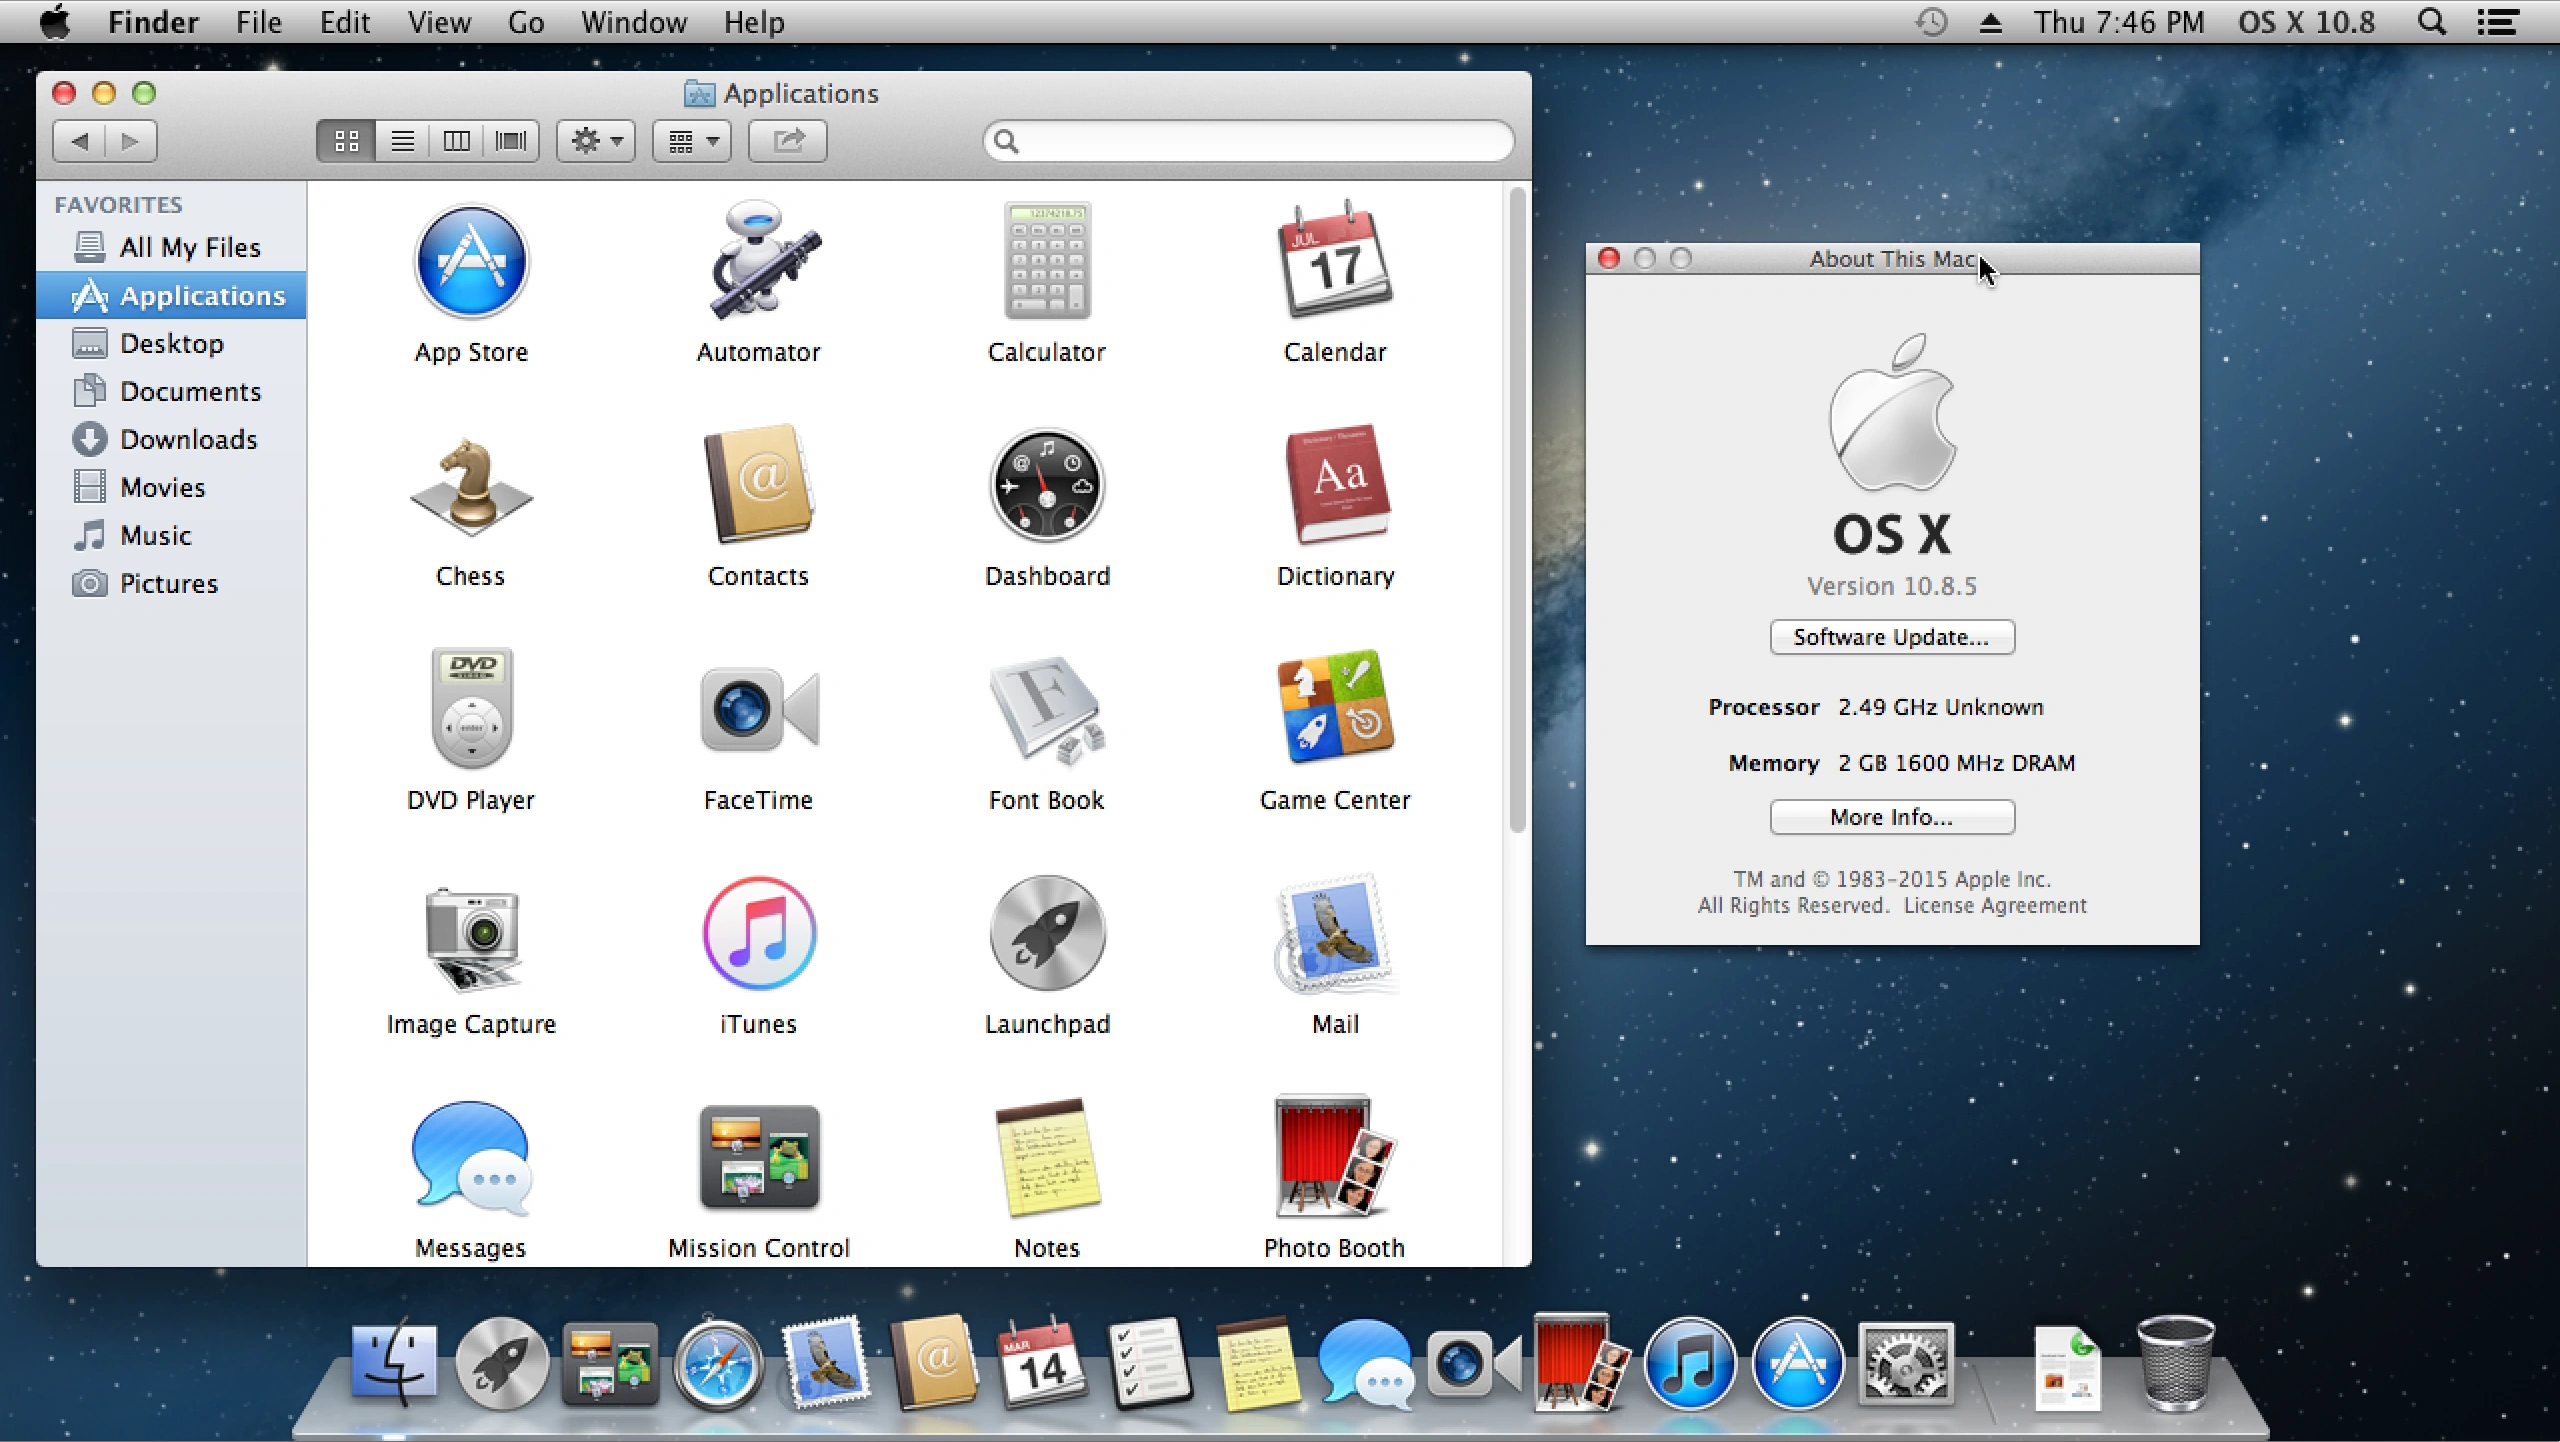 Finder File Edit View Go Window Help
Thu 7:46 PM OS X 10.8
Applications
FAVORITES
All My Files
Applications
Desktop
Documents
Downloads
Movies
Music
Pictures
12374218.75
JUL
17
App Store Automator Calculator Calendar
@
Aa
Chess Contacts Dashboard Dictionary
DVD
enter
F
DVD Player FaceTime Font Book Game Center
Image Capture iTunes Launchpad Mail
Messages Mission Control Notes Photo Booth
About This Mac
OS X
Version 10.8.5
Software Update...
Processor 2.49 GHz Unknown
Memory 2 GB 1600 MHz DRAM
More Info...
TM and © 1983-2015 Apple Inc.
All Rights Reserved. License Agreement
@
MAR
14